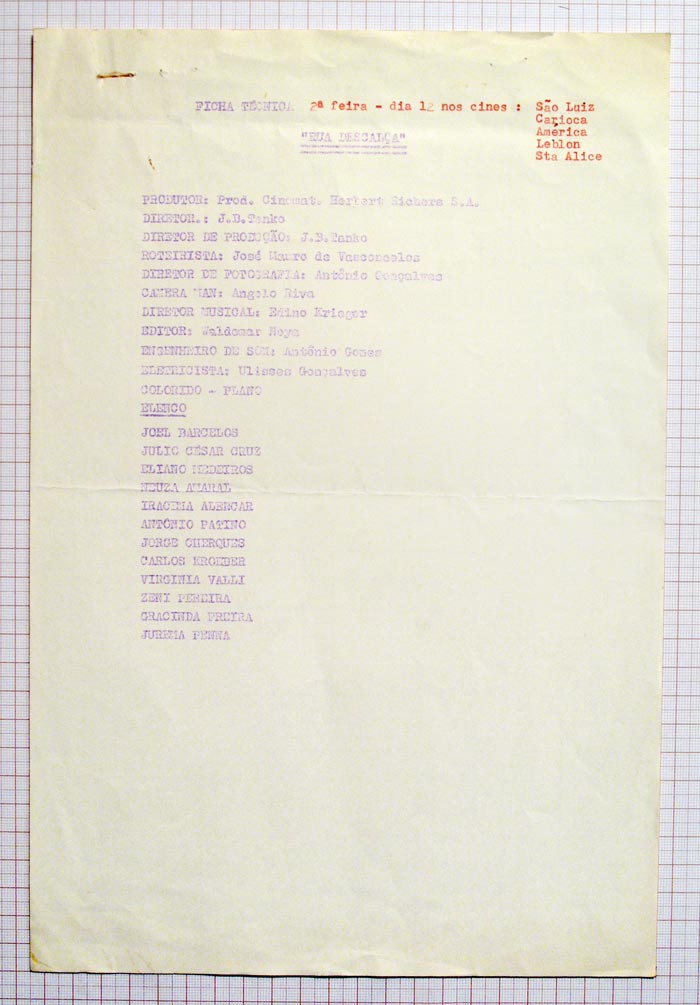 FICHA TÉCNICA 2ª feira - dia 12 nos cines : São Luiz
Carioca
América
Leblon
Sta Alice
"RUA DESCALÇA"
PRODUTOR: Prod. Cinemat. Herbert Richers S.A.
DIRETOR.: J.B.Tanko
DIRETOR DE PRODUÇÃO: J.B.Tanko
ROTEIRISTA: José Mauro de Vasconcelos
DIRETOR DE FOTOGRAFIA: Antônio Gonçalves
CAMERA MAN: Angelo Riva
DIRETOR MUSICAL: Edino Krieger
EDITOR: Waldemar Noya
ENGENHEIRO DE SOM: Antônio Gomes
ELETRICISTA: Ulisses Gonçalves
COLORIDO - PLANO
ELENCO
JOEL BARCELOS
JULIO CÉSAR CRUZ
ELIANO MEDEIROS
NEUZA AMARAL
IRACEMA ALENCAR
ANTÔNIO PATINO
JORGE CHERQUES
CARLOS KROEBER
VIRGINIA VALLI
ZENI PEREIRA
GRACINDA FREIRA
JUREMA PENNA